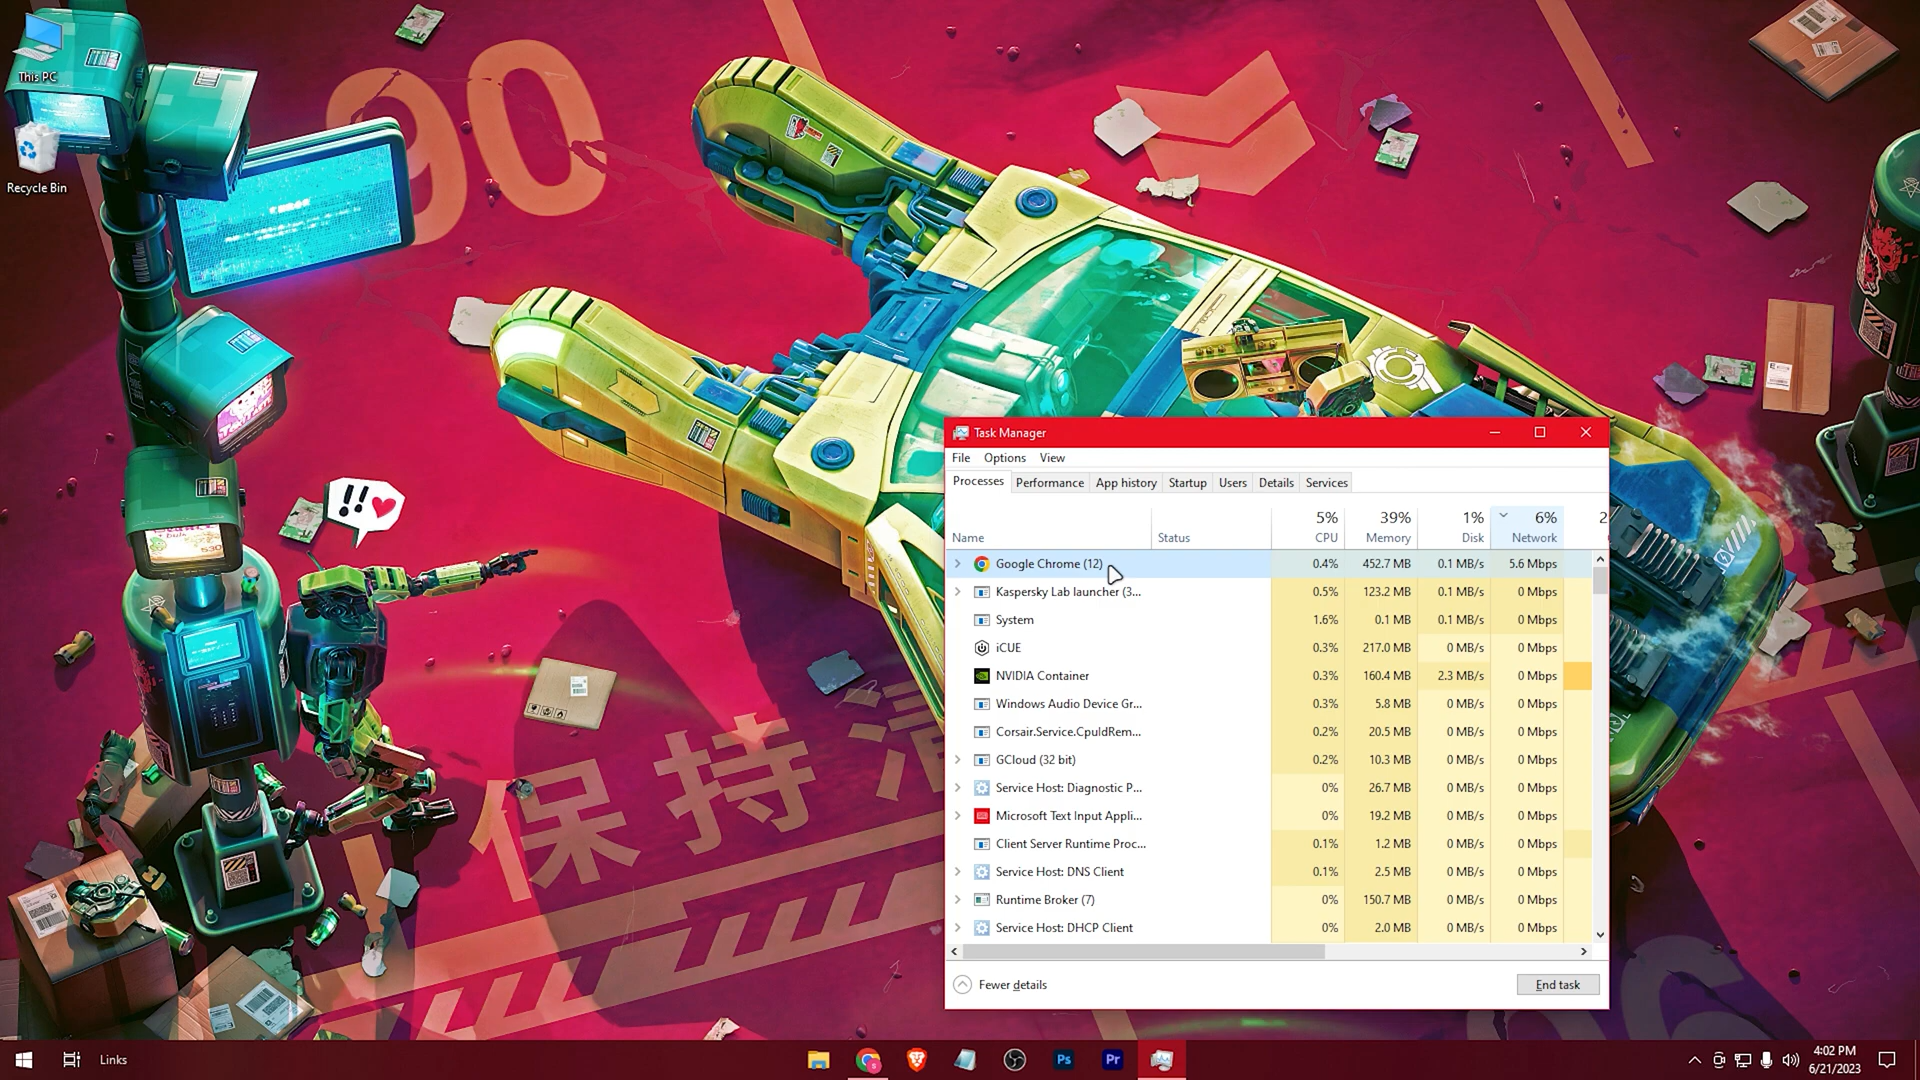 This PC
Recycle Bin
90
!!
保持清
Task Manager
File Options View
Processes Performance App history Startup Users Details Services
5% 39% 1% 6% 2
Name Status CPU Memory Disk Network
Google Chrome (12) 0.4% 452.7 MB 0.1 MB/s 5.6 Mbps
Kaspersky Lab launcher (3... 0.5% 123.2 MB 0.1 MB/s 0 Mbps
System 1.6% 0.1 MB 0.1 MB/s 0 Mbps
iCUE 0.3% 217.0 MB 0 MB/s 0 Mbps
NVIDIA Container 0.3% 160.4 MB 2.3 MB/s 0 Mbps
Windows Audio Device Gr... 0.3% 5.8 MB 0 MB/s 0 Mbps
Corsair.Service.CpuIdRem... 0.2% 20.5 MB 0 MB/s 0 Mbps
GCloud (32 bit) 0.2% 10.3 MB 0 MB/s 0 Mbps
Service Host: Diagnostic P... 0% 26.7 MB 0 MB/s 0 Mbps
Microsoft Text Input Appli... 0% 19.2 MB 0 MB/s 0 Mbps
Client Server Runtime Proc... 0.1% 1.2 MB 0 MB/s 0 Mbps
Service Host: DNS Client 0.1% 2.5 MB 0 MB/s 0 Mbps
Runtime Broker (7) 0% 150.7 MB 0 MB/s 0 Mbps
Service Host: DHCP Client 0% 2.0 MB 0 MB/s 0 Mbps
Fewer details End task
Links
Ps
Pr
4:02 PM
6/21/2023